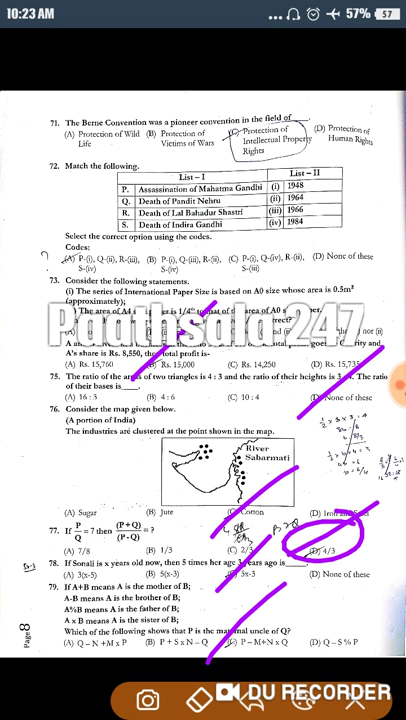 10:23 AM
57%
57
71. The Berne Convention was a pioneer convention in the field of
(A) Protection of Wild Life (B) Protection of Victims of Wars (C) Protection of Intellectual Property Rights (D) Protection of Human Rights
72. Match the following.
List – I List – II
P. Assassination of Mahatma Gandhi (i) 1948
Q. Death of Pandit Nehru (ii) 1964
R. Death of Lal Bahadur Shastri (iii) 1966
S. Death of Indira Gandhi (iv) 1984
Select the correct option using the codes.
Codes:
(A) P-(i), Q-(ii), R-(iii), S-(iv) (B) P-(i), Q-(iii), R-(ii), S-(iv) (C) P-(i), Q-(iv), R-(ii), S-(iii) (D) None of these
73. Consider the following statements.
(i) The series of International Paper Size is based on A0 size whose area is 0.5m²
(approximately);
Pathshala 247
A's share is Rs. 8,550, the total profit is-
(A) Rs. 15,760 (B) Rs. 15,000 (C) Rs. 14,250 (D) Rs. 15,735
75. The ratio of the areas of two triangles is 4 : 3 and the ratio of their heights is 3 : 4. The ratio
of their bases is
(A) 16 : 3 (B) 4 : 6 (C) 10 : 4 (D) None of these
76. Consider the map given below.
(A portion of India)
The industries are clustered at the point shown in the map.
River
Sabarmati
(A) Sugar (B) Jute (C) Cotton (D) Iron and Steel
77. If P/Q = 7 then (P+Q)/(P-Q) = ?
(A) 7/8 (B) 1/3 (C) 2/3 (D) 4/3
78. If Sonali is x years old now, then 5 times her age 3 years ago is
(A) 3(x-5) (B) 5(x-3) (C) 5x-3 (D) None of these
79. If A+B means A is the mother of B;
A-B means A is the brother of B;
A%B means A is the father of B;
A x B means A is the sister of B;
Which of the following shows that P is the maternal uncle of Q?
(A) Q – N +M x P (B) P + S x N – Q (C) P – M+N x Q (D) Q – S % P
Page 8
DU RECORDER